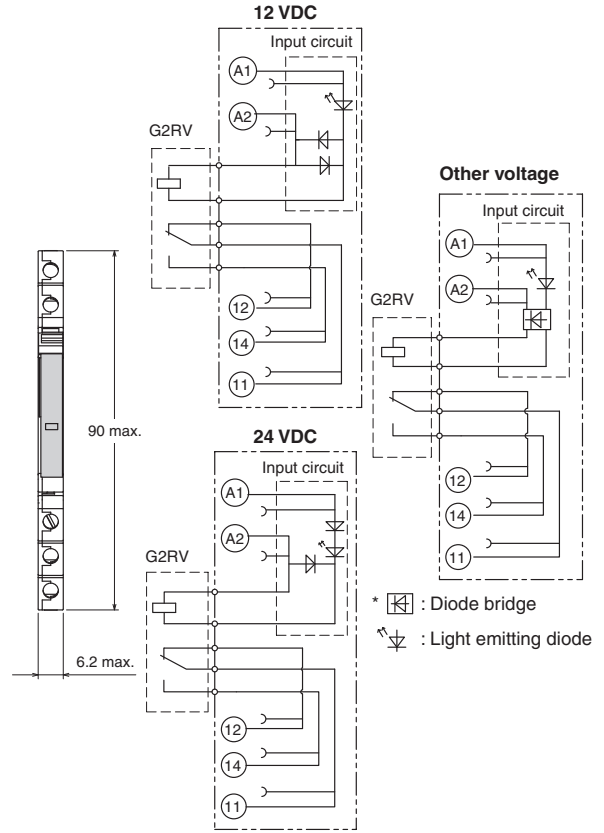 12 VDC
Input circuit
A1
A2
G2RV
12
14
11
Other voltage
Input circuit
A1
A2
G2RV
12
14
11
90 max.
6.2 max.
24 VDC
Input circuit
A1
A2
G2RV
12
14
11
* : Diode bridge
: Light emitting diode